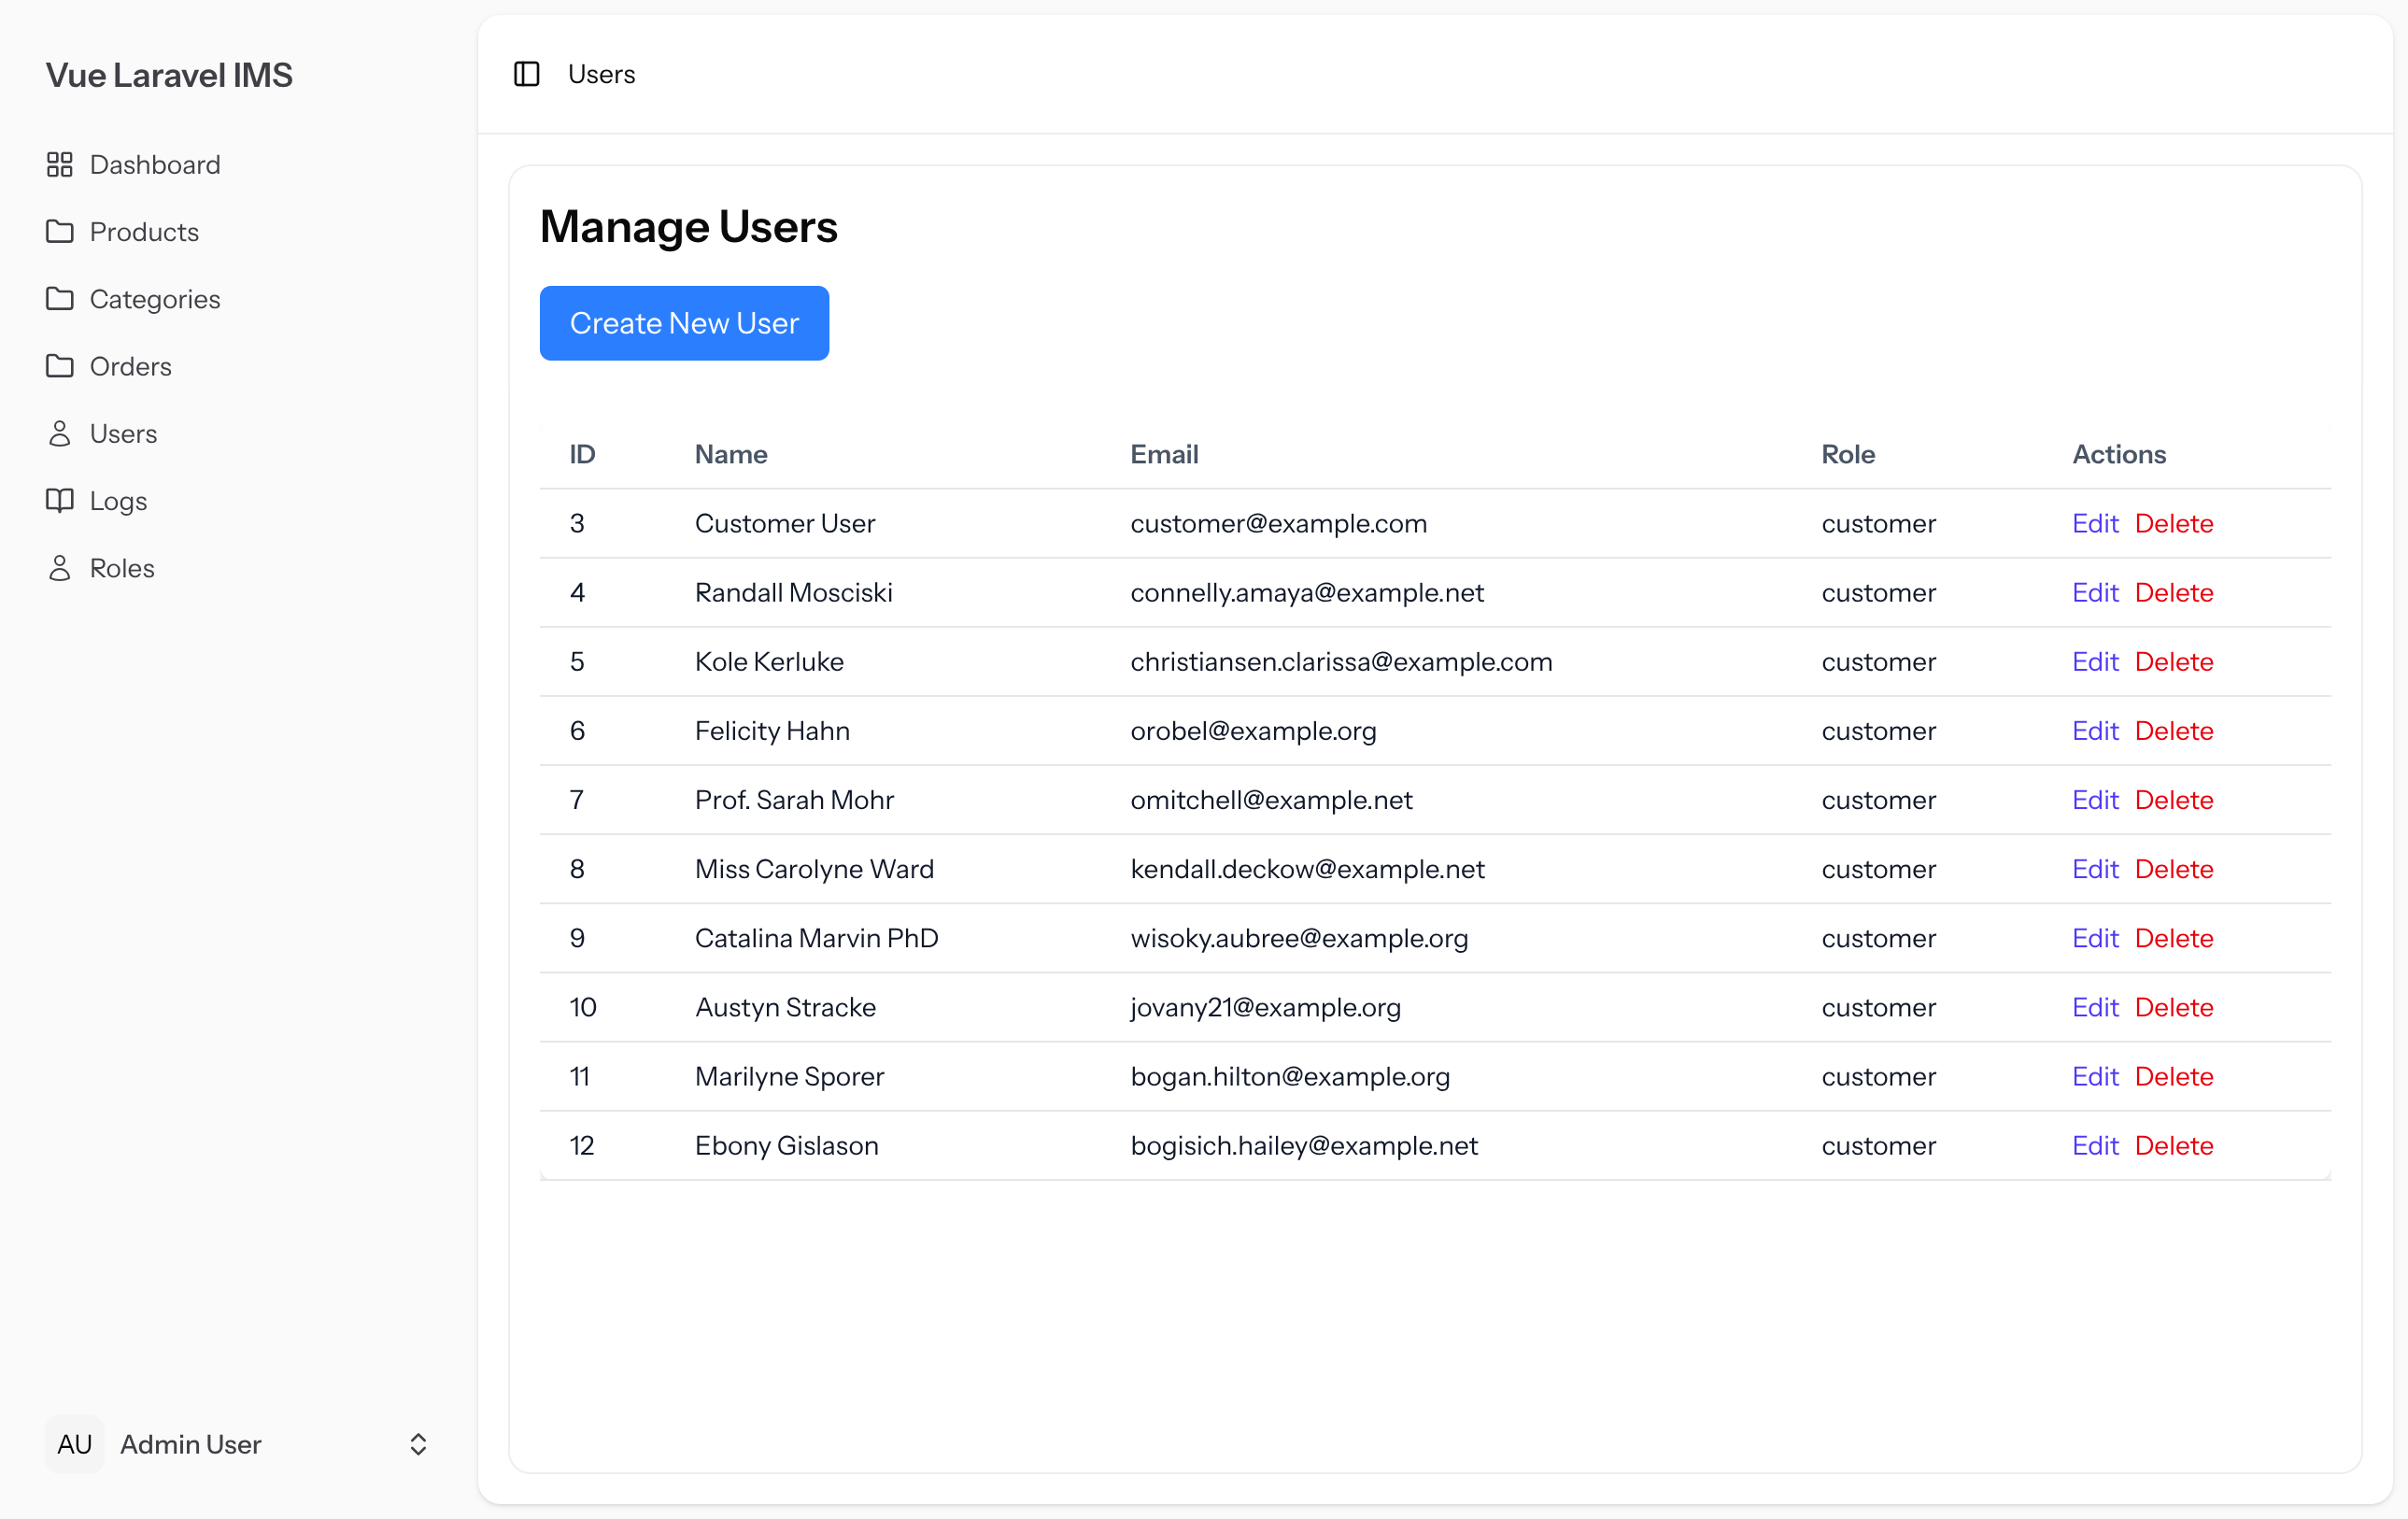 Vue Laravel IMS
Dashboard
Products
Categories
Orders
Users
Logs
Roles
AU Admin User
Users
Manage Users
Create New User
ID Name Email Role Actions
3 Customer User customer@example.com customer Edit Delete
4 Randall Mosciski connelly.amaya@example.net customer Edit Delete
5 Kole Kerluke christiansen.clarissa@example.com customer Edit Delete
6 Felicity Hahn orobel@example.org customer Edit Delete
7 Prof. Sarah Mohr omitchell@example.net customer Edit Delete
8 Miss Carolyne Ward kendall.deckow@example.net customer Edit Delete
9 Catalina Marvin PhD wisoky.aubree@example.org customer Edit Delete
10 Austyn Stracke jovany21@example.org customer Edit Delete
11 Marilyne Sporer bogan.hilton@example.org customer Edit Delete
12 Ebony Gislason bogisich.hailey@example.net customer Edit Delete